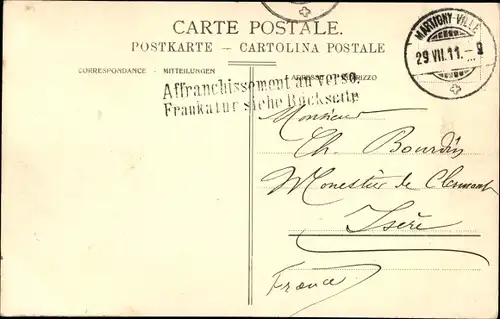 CARTE POSTALE.
POSTKARTE – CARTOLINA POSTALE
MARTIGNY-VILLE
29.VII.11.–9
CORRESPONDANCE - MITTEILUNGEN
Affranchissement au verso.
Frankatur siehe Rückseite
Monsieur
Ch. Bourdin
Monestier de Clermont
Isère
France